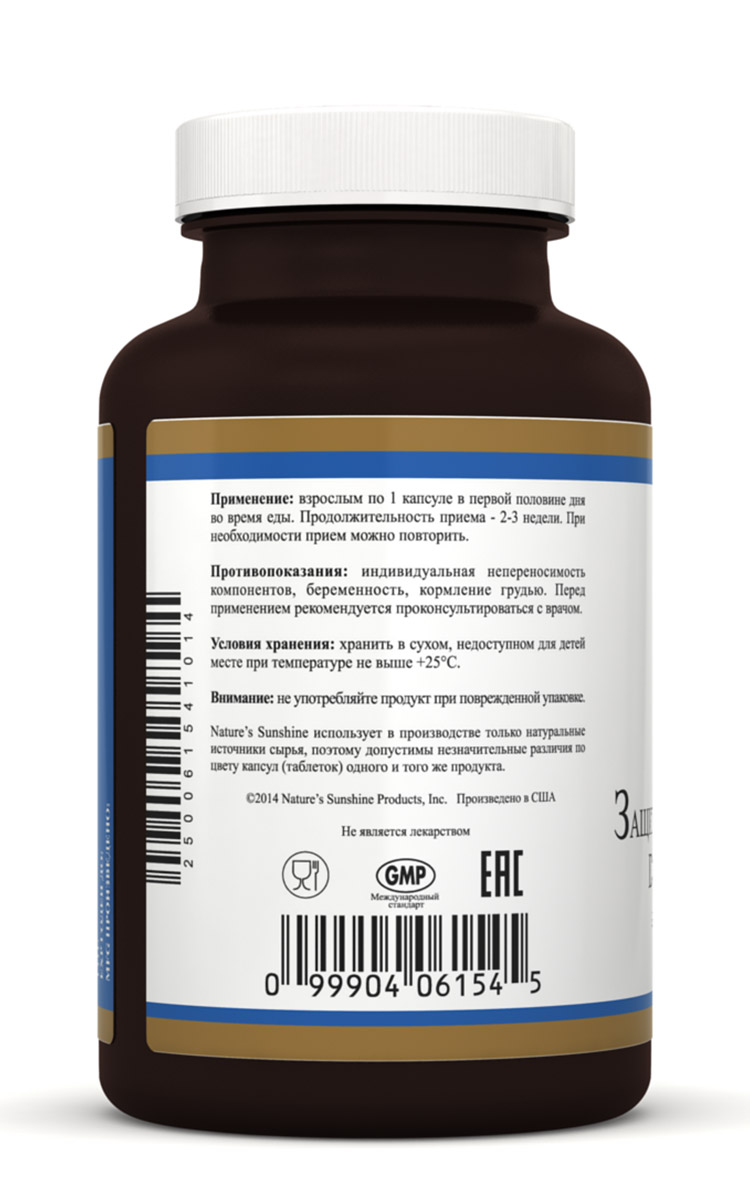 Применение: взрослым по 1 капсуле в первой половине дня
во время еды. Продолжительность приема - 2-3 недели. При
необходимости прием можно повторить.
Противопоказания: индивидуальная непереносимость
компонентов, беременность, кормление грудью. Перед
применением рекомендуется проконсультироваться с врачом.
Условия хранения: хранить в сухом, недоступном для детей
месте при температуре не выше +25°C.
Внимание: не употребляйте продукт при поврежденной упаковке.
Nature's Sunshine использует в производстве только натуральные
источники сырья, поэтому допустимы незначительные различия по
цвету капсул (таблеток) одного и того же продукта.
©2014 Nature's Sunshine Products, Inc. Произведено в США
Не является лекарством
GMP
Международный
стандарт
EAC
0 99904 06154 5
250061541014
MFG ПРОИЗВЕДЕНО: